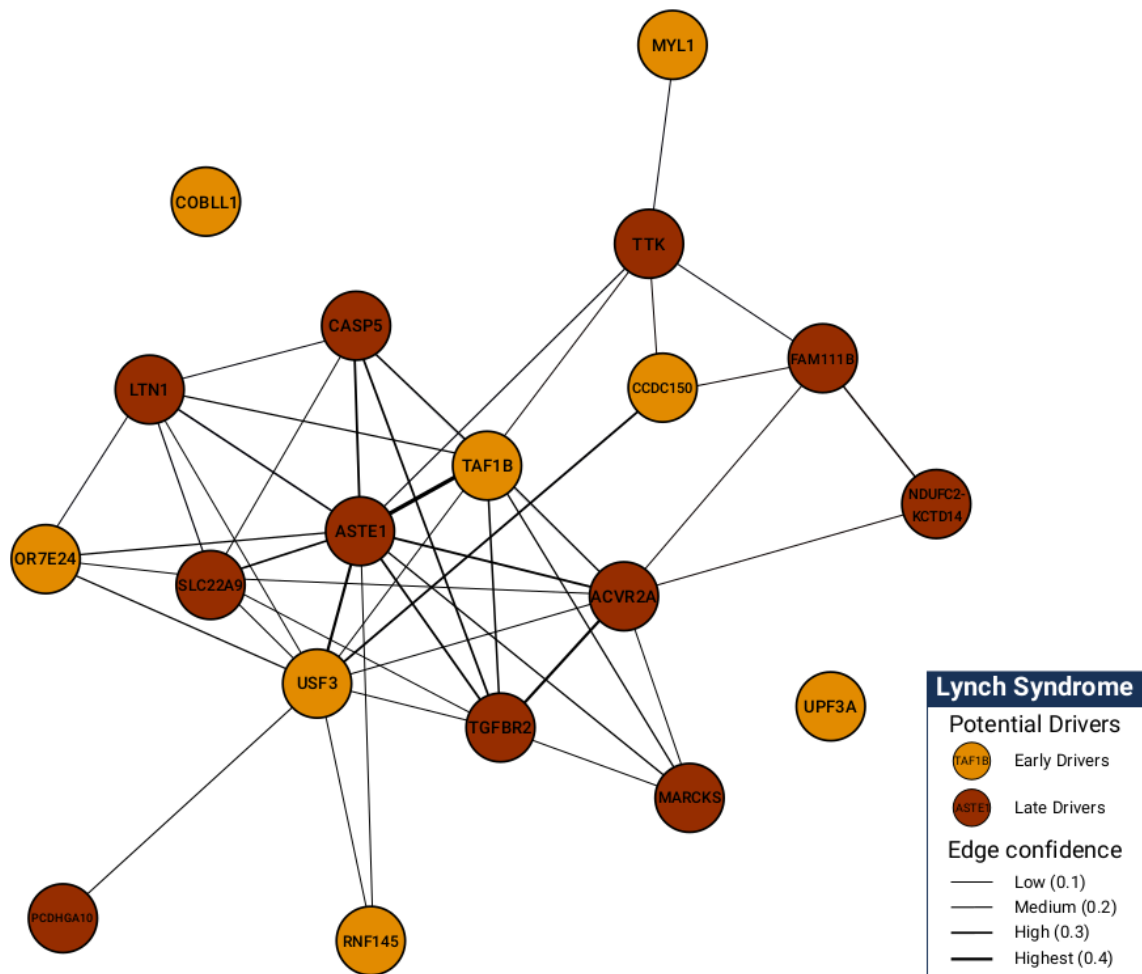 MYL1
COBLL1
TTK
CASP5
FAM111B
LTN1
CCDC150
TAF1B
NDUFC2-
KCTD14
ASTE1
OR7E24
SLC22A9
ACVR2A
USF3
UPF3A
TGFBR2
MARCKS
PCDHGA10
RNF145
Lynch Syndrome
Potential Drivers
TAF1B Early Drivers
ASTE1 Late Drivers
Edge confidence
Low (0.1)
Medium (0.2)
High (0.3)
Highest (0.4)